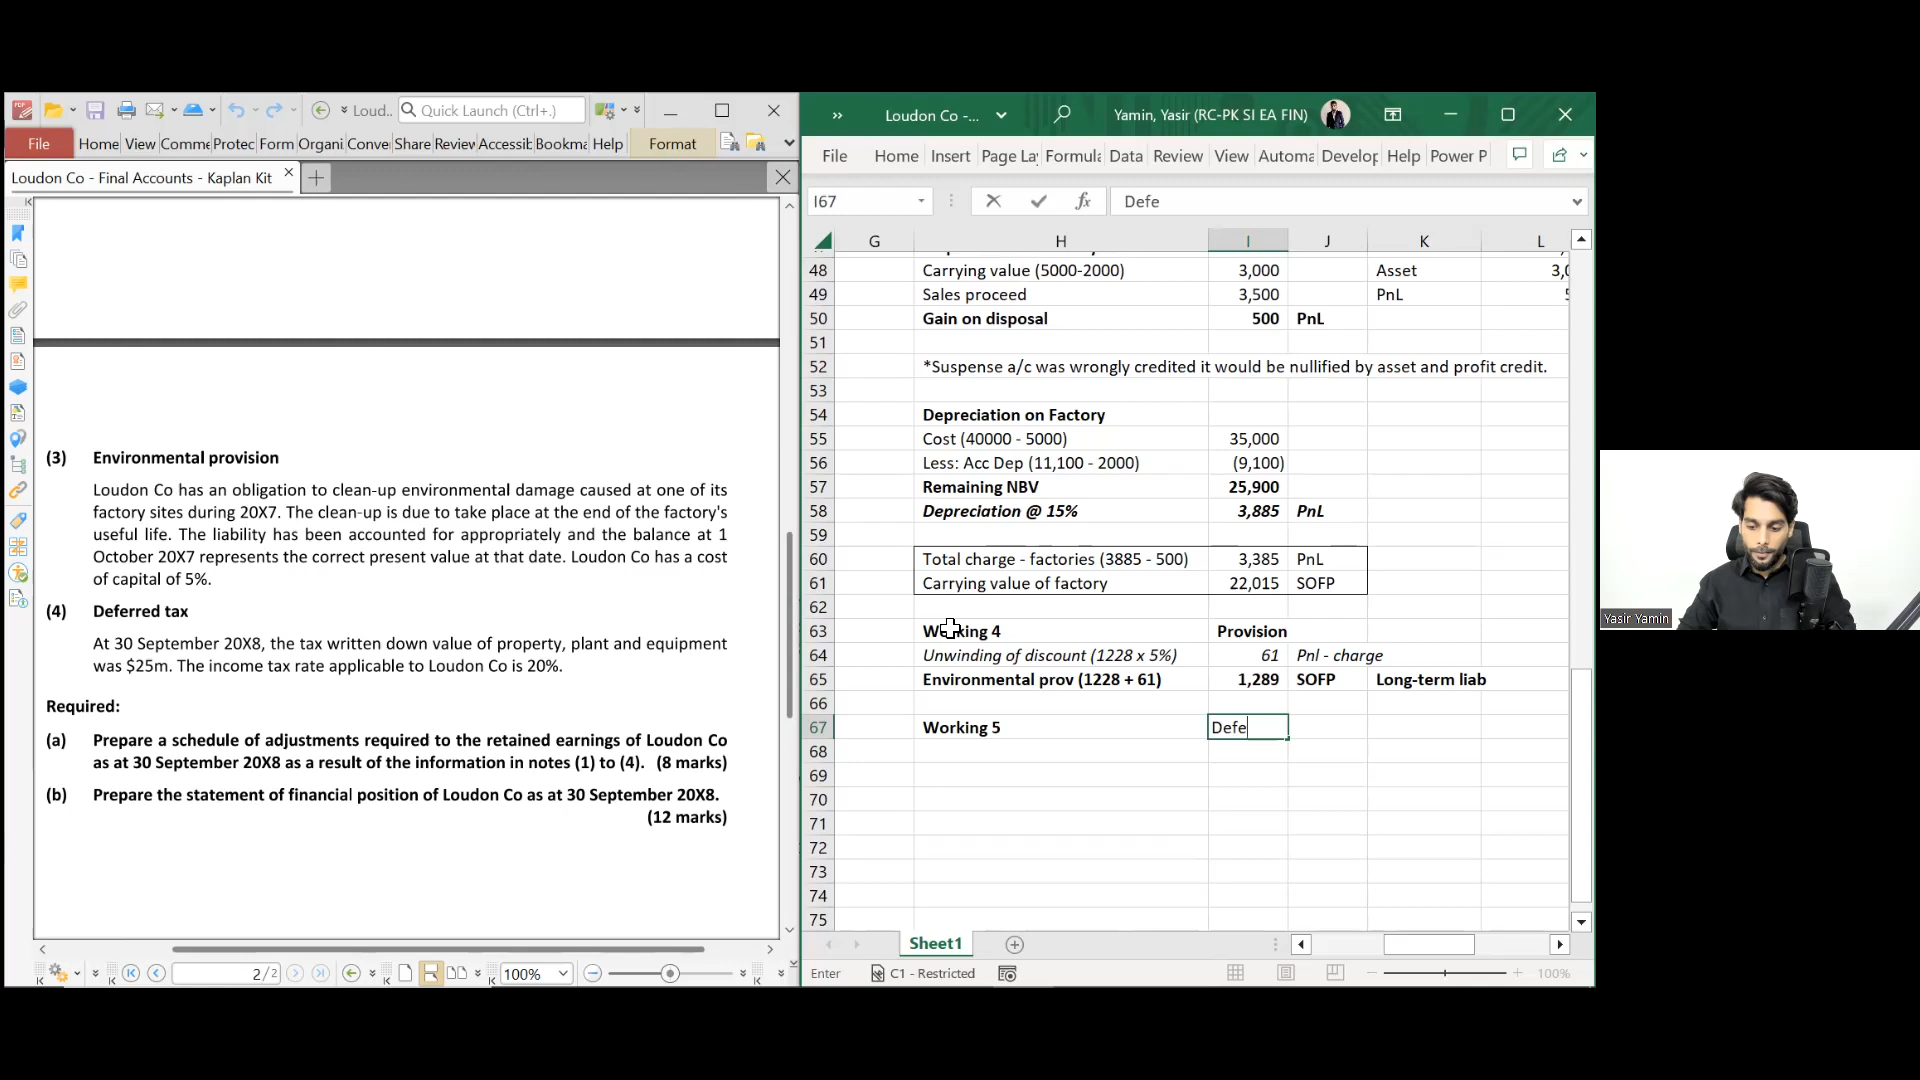 Loud..
Quick Launch (Ctrl+.)
File
Home
View
Comme
Protec
Form
Organi
Conve
Share
Review
Accessib
Bookma
Help
Format
Loudon Co - Final Accounts - Kaplan Kit
(3) Environmental provision
Loudon Co has an obligation to clean-up environmental damage caused at one of its
factory sites during 20X7. The clean-up is due to take place at the end of the factory's
useful life. The liability has been accounted for appropriately and the balance at 1
October 20X7 represents the correct present value at that date. Loudon Co has a cost
of capital of 5%.
(4) Deferred tax
At 30 September 20X8, the tax written down value of property, plant and equipment
was $25m. The income tax rate applicable to Loudon Co is 20%.
Required:
(a) Prepare a schedule of adjustments required to the retained earnings of Loudon Co
as at 30 September 20X8 as a result of the information in notes (1) to (4). (8 marks)
(b) Prepare the statement of financial position of Loudon Co as at 30 September 20X8.
(12 marks)
2 / 2
100%
Loudon Co -...
Yamin, Yasir (RC-PK SI EA FIN)
File
Home
Insert
Page La
Formula
Data
Review
View
Automa
Develop
Help
Power P
I67
fx
Defe
G H I J K L
48 Carrying value (5000-2000) 3,000 Asset 3,0
49 Sales proceed 3,500 PnL 5
50 Gain on disposal 500 PnL
51
52 *Suspense a/c was wrongly credited it would be nullified by asset and profit credit.
53
54 Depreciation on Factory
55 Cost (40000 - 5000) 35,000
56 Less: Acc Dep (11,100 - 2000) (9,100)
57 Remaining NBV 25,900
58 Depreciation @ 15% 3,885 PnL
59
60 Total charge - factories (3885 - 500) 3,385 PnL
61 Carrying value of factory 22,015 SOFP
62
63 Working 4 Provision
64 Unwinding of discount (1228 x 5%) 61 Pnl - charge
65 Environmental prov (1228 + 61) 1,289 SOFP Long-term liab
66
67 Working 5 Defe
68
69
70
71
72
73
74
75
Sheet1
Enter
C1 - Restricted
100%
Yasir Yamin